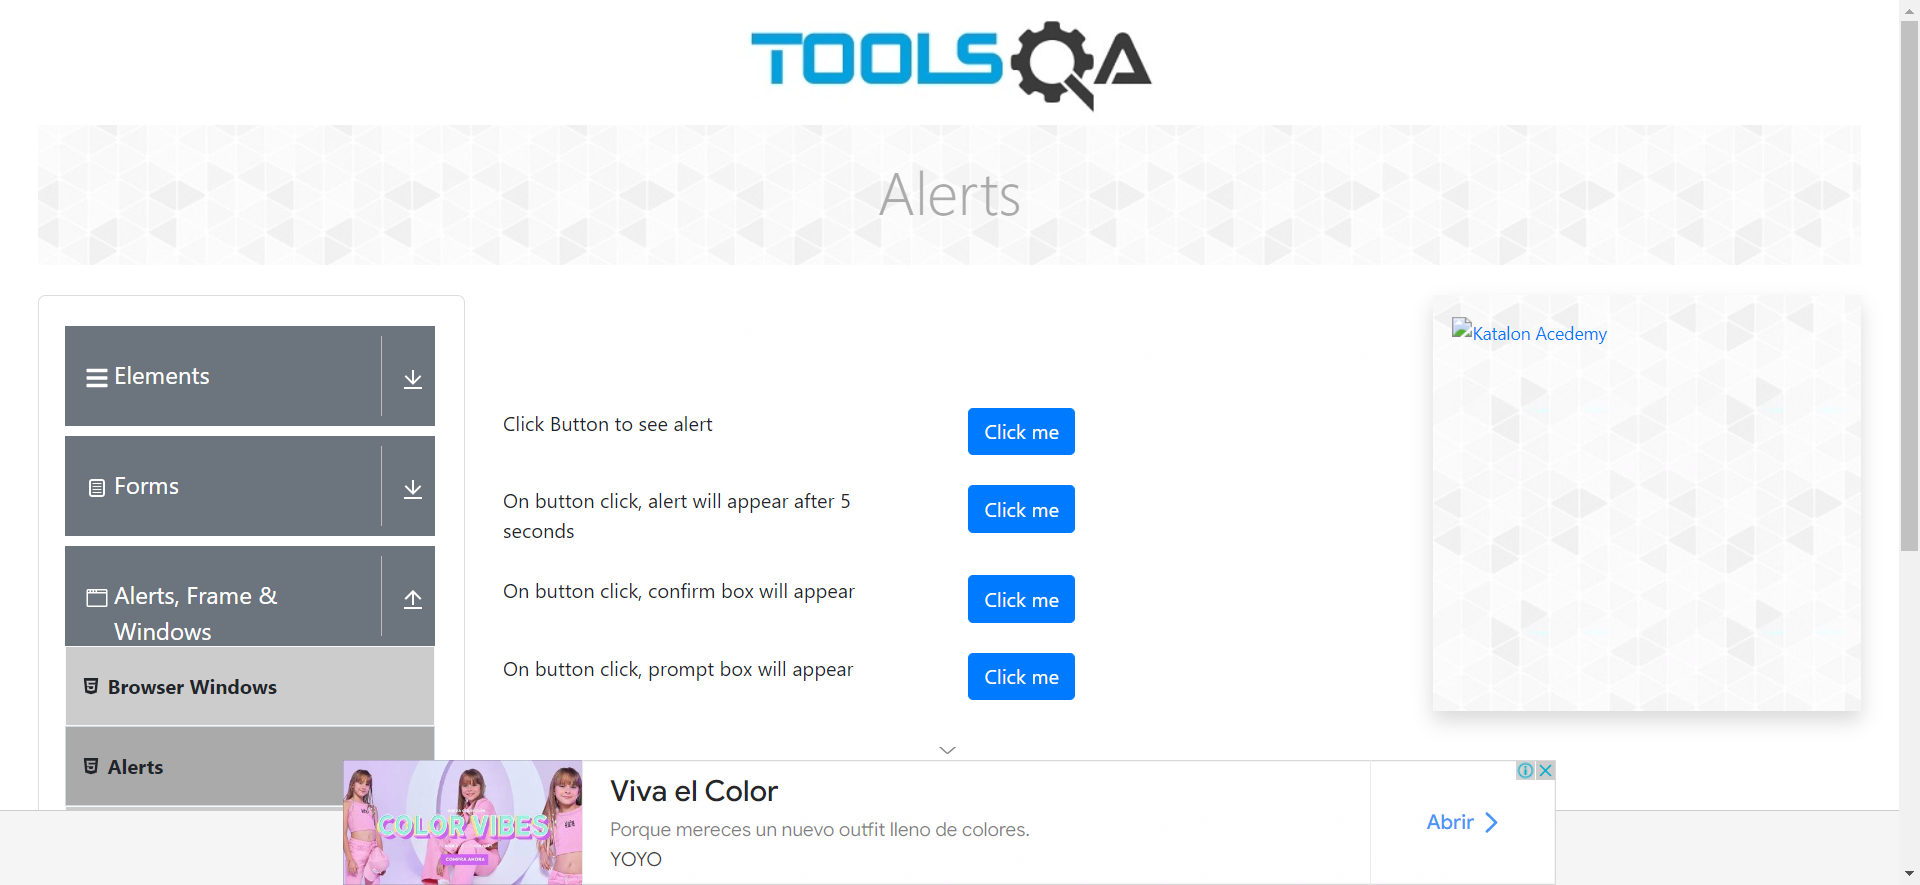 TOOLSQA
Alerts
Elements
Forms
Alerts, Frame &
Windows
Browser Windows
Alerts
Click Button to see alert
Click me
On button click, alert will appear after 5
seconds
Click me
On button click, confirm box will appear
Click me
On button click, prompt box will appear
Click me
Katalon Acedemy
COLOR VIBES
COMPRA AHORA
Viva el Color
Porque mereces un nuevo outfit lleno de colores.
YOYO
Abrir